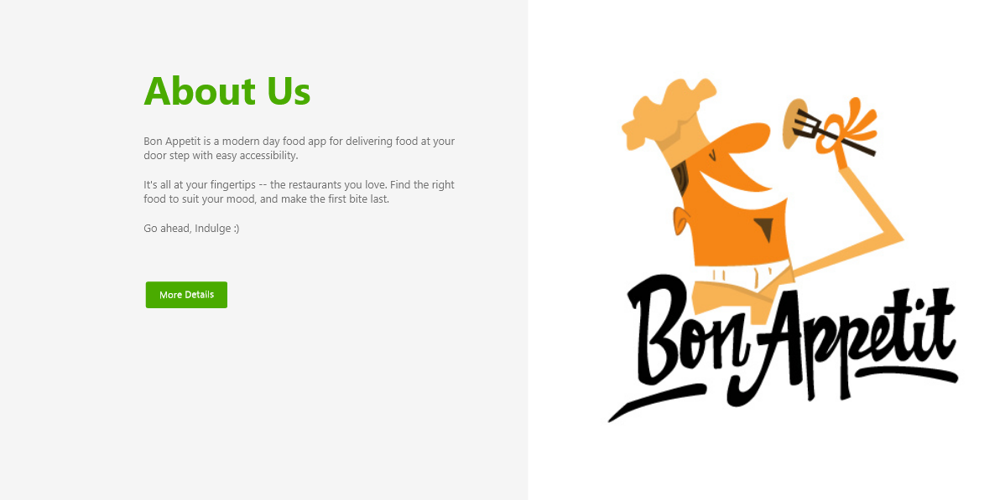 About Us
Bon Appetit is a modern day food app for delivering food at your
door step with easy accessibility.
It's all at your fingertips -- the restaurants you love. Find the right
food to suit your mood, and make the first bite last.
Go ahead, Indulge :)
More Details
Bon Appetit